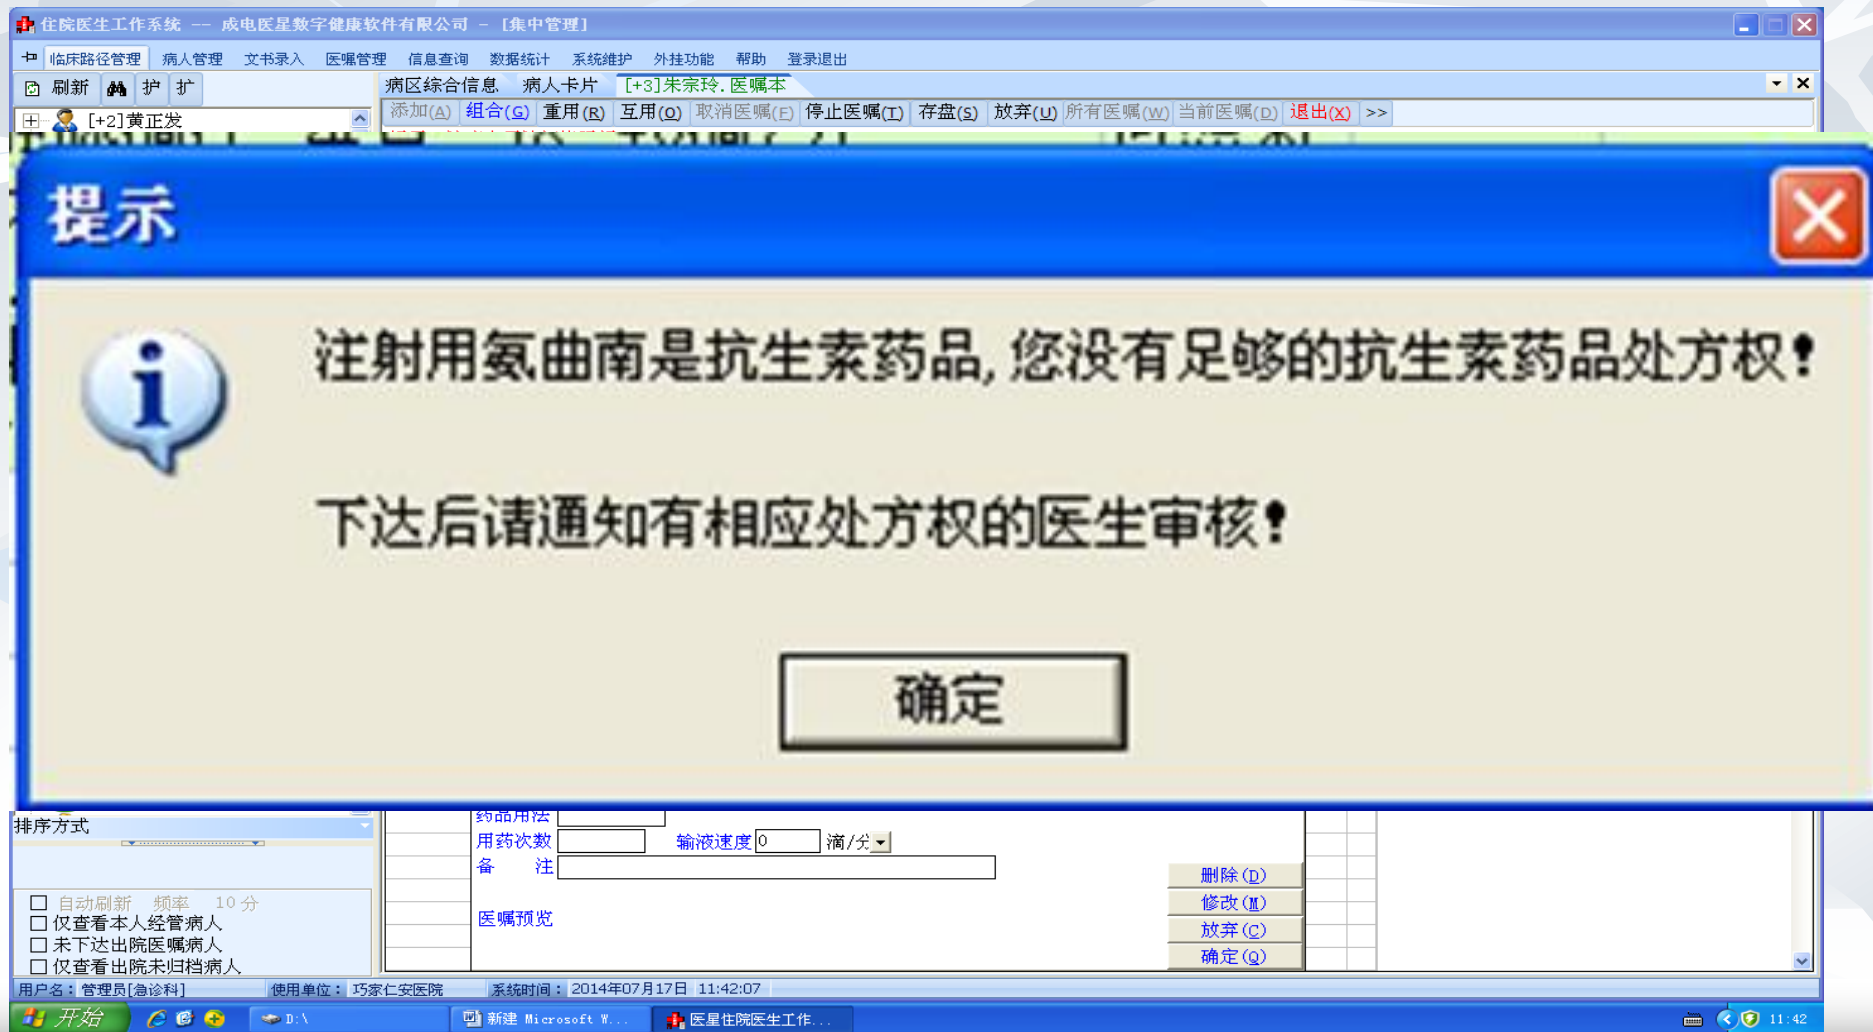 住院医生工作系统 -- 成电医星数字健康软件有限公司 - [集中管理]
临床路径管理 病人管理 文书录入 医嘱管理 信息查询 数据统计 系统维护 外挂功能 帮助 登录退出
刷新 护 扩 病区综合信息 病人卡片 [+3]朱宗玲.医嘱本
添加(A) 组合(G) 重用(R) 互用(O) 取消医嘱(F) 停止医嘱(T) 存盘(S) 放弃(U) 所有医嘱(W) 当前医嘱(D) 退出(X) >>
[+2]黄正发
提示
注射用氨曲南是抗生素药品,您没有足够的抗生素药品处方权!
下达后请通知有相应处方权的医生审核!
确定
药品用法
排序方式
用药次数 输液速度 0 滴/分
备 注
删除(D)
自动刷新 频率 10 分
修改(M)
仅查看本人经管病人
医嘱预览
放弃(C)
未下达出院医嘱病人
确定(Q)
仅查看出院未归档病人
用户名：管理员[急诊科] 使用单位：巧家仁安医院 系统时间：2014年07月17日 11:42:07
开始 D:\ 新建 Microsoft W... 医星住院医生工作... 11:42